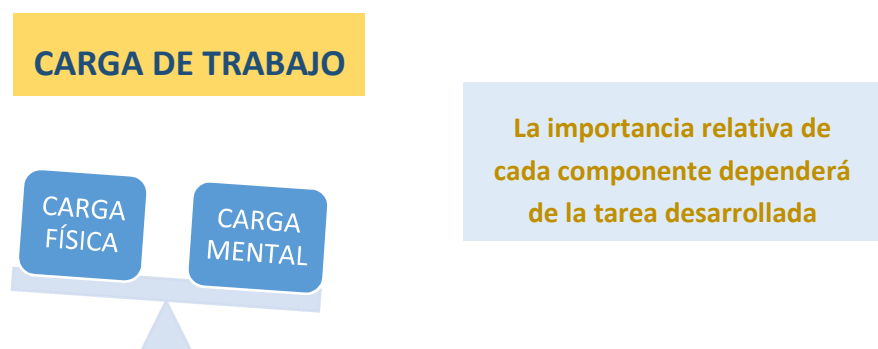 CARGA DE TRABAJO
La importancia relativa de
cada componente dependerá
de la tarea desarrollada
CARGA
FÍSICA
CARGA
MENTAL